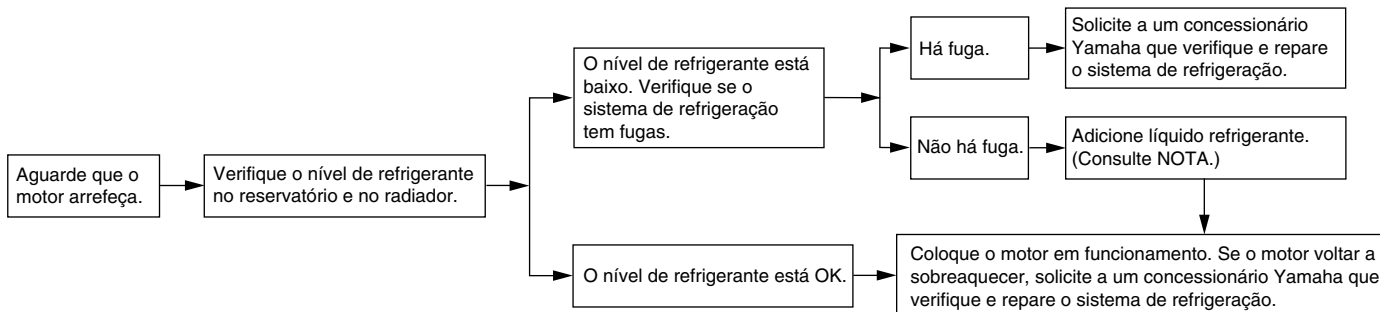 Aguarde que o
motor arrefeça.
Verifique o nível de refrigerante
no reservatório e no radiador.
O nível de refrigerante está
baixo. Verifique se o
sistema de refrigeração
tem fugas.
Há fuga.
Solicite a um concessionário
Yamaha que verifique e repare
o sistema de refrigeração.
Não há fuga.
Adicione líquido refrigerante.
(Consulte NOTA.)
O nível de refrigerante está OK.
Coloque o motor em funcionamento. Se o motor voltar a
sobreaquecer, solicite a um concessionário Yamaha que
verifique e repare o sistema de refrigeração.